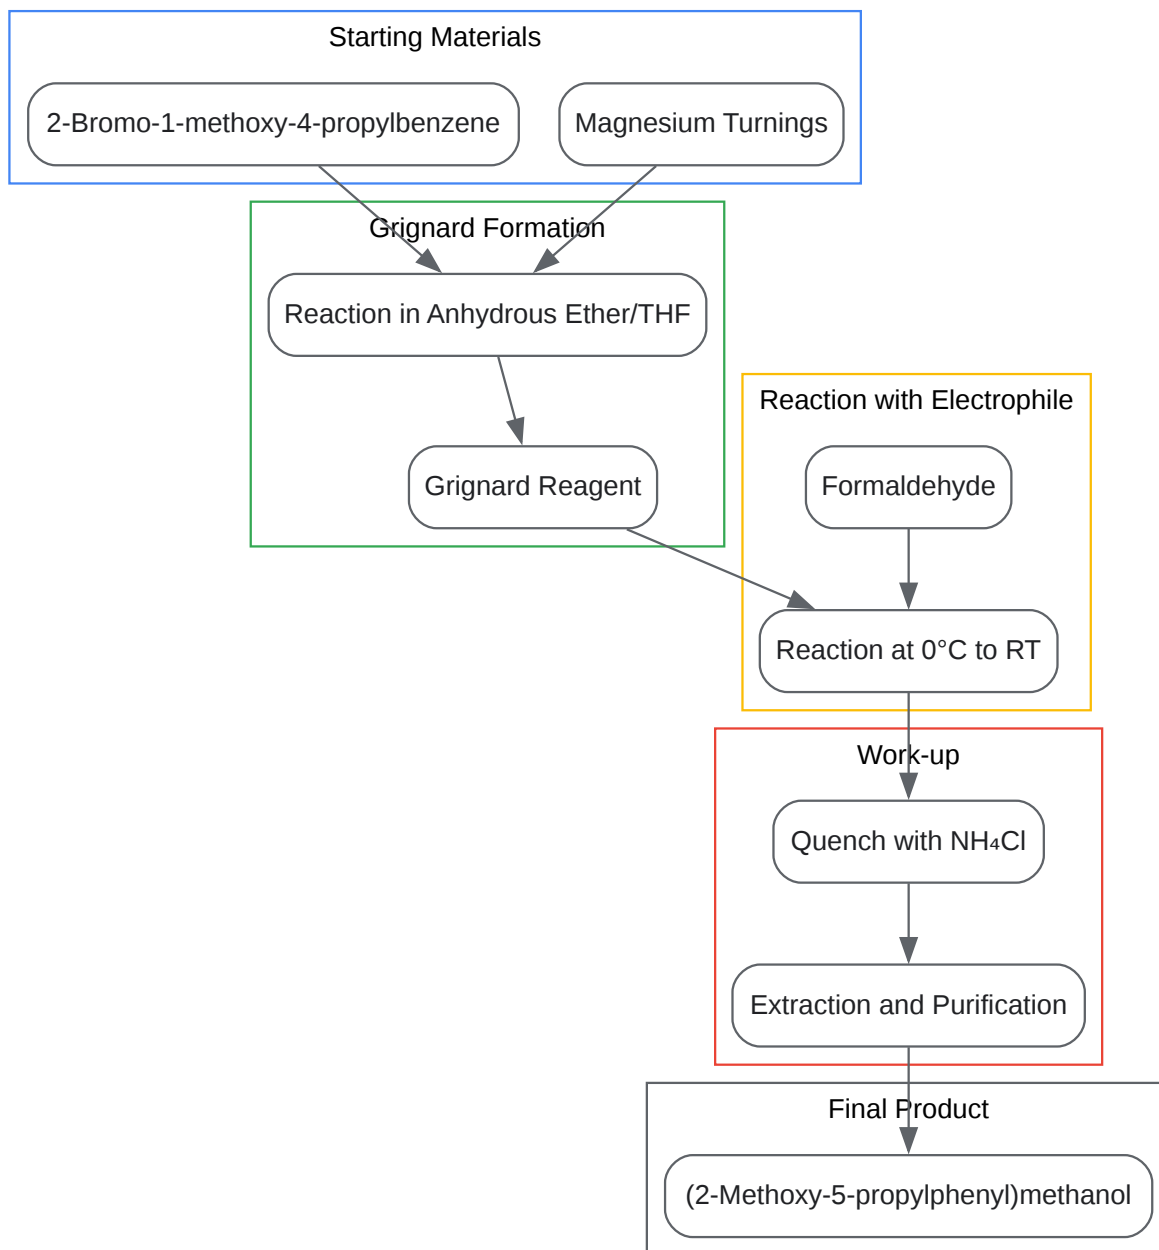 Starting Materials
2-Bromo-1-methoxy-4-propylbenzene
Magnesium Turnings
Grignard Formation
Reaction in Anhydrous Ether/THF
Grignard Reagent
Reaction with Electrophile
Formaldehyde
Reaction at 0°C to RT
Work-up
Quench with NH₄Cl
Extraction and Purification
Final Product
(2-Methoxy-5-propylphenyl)methanol